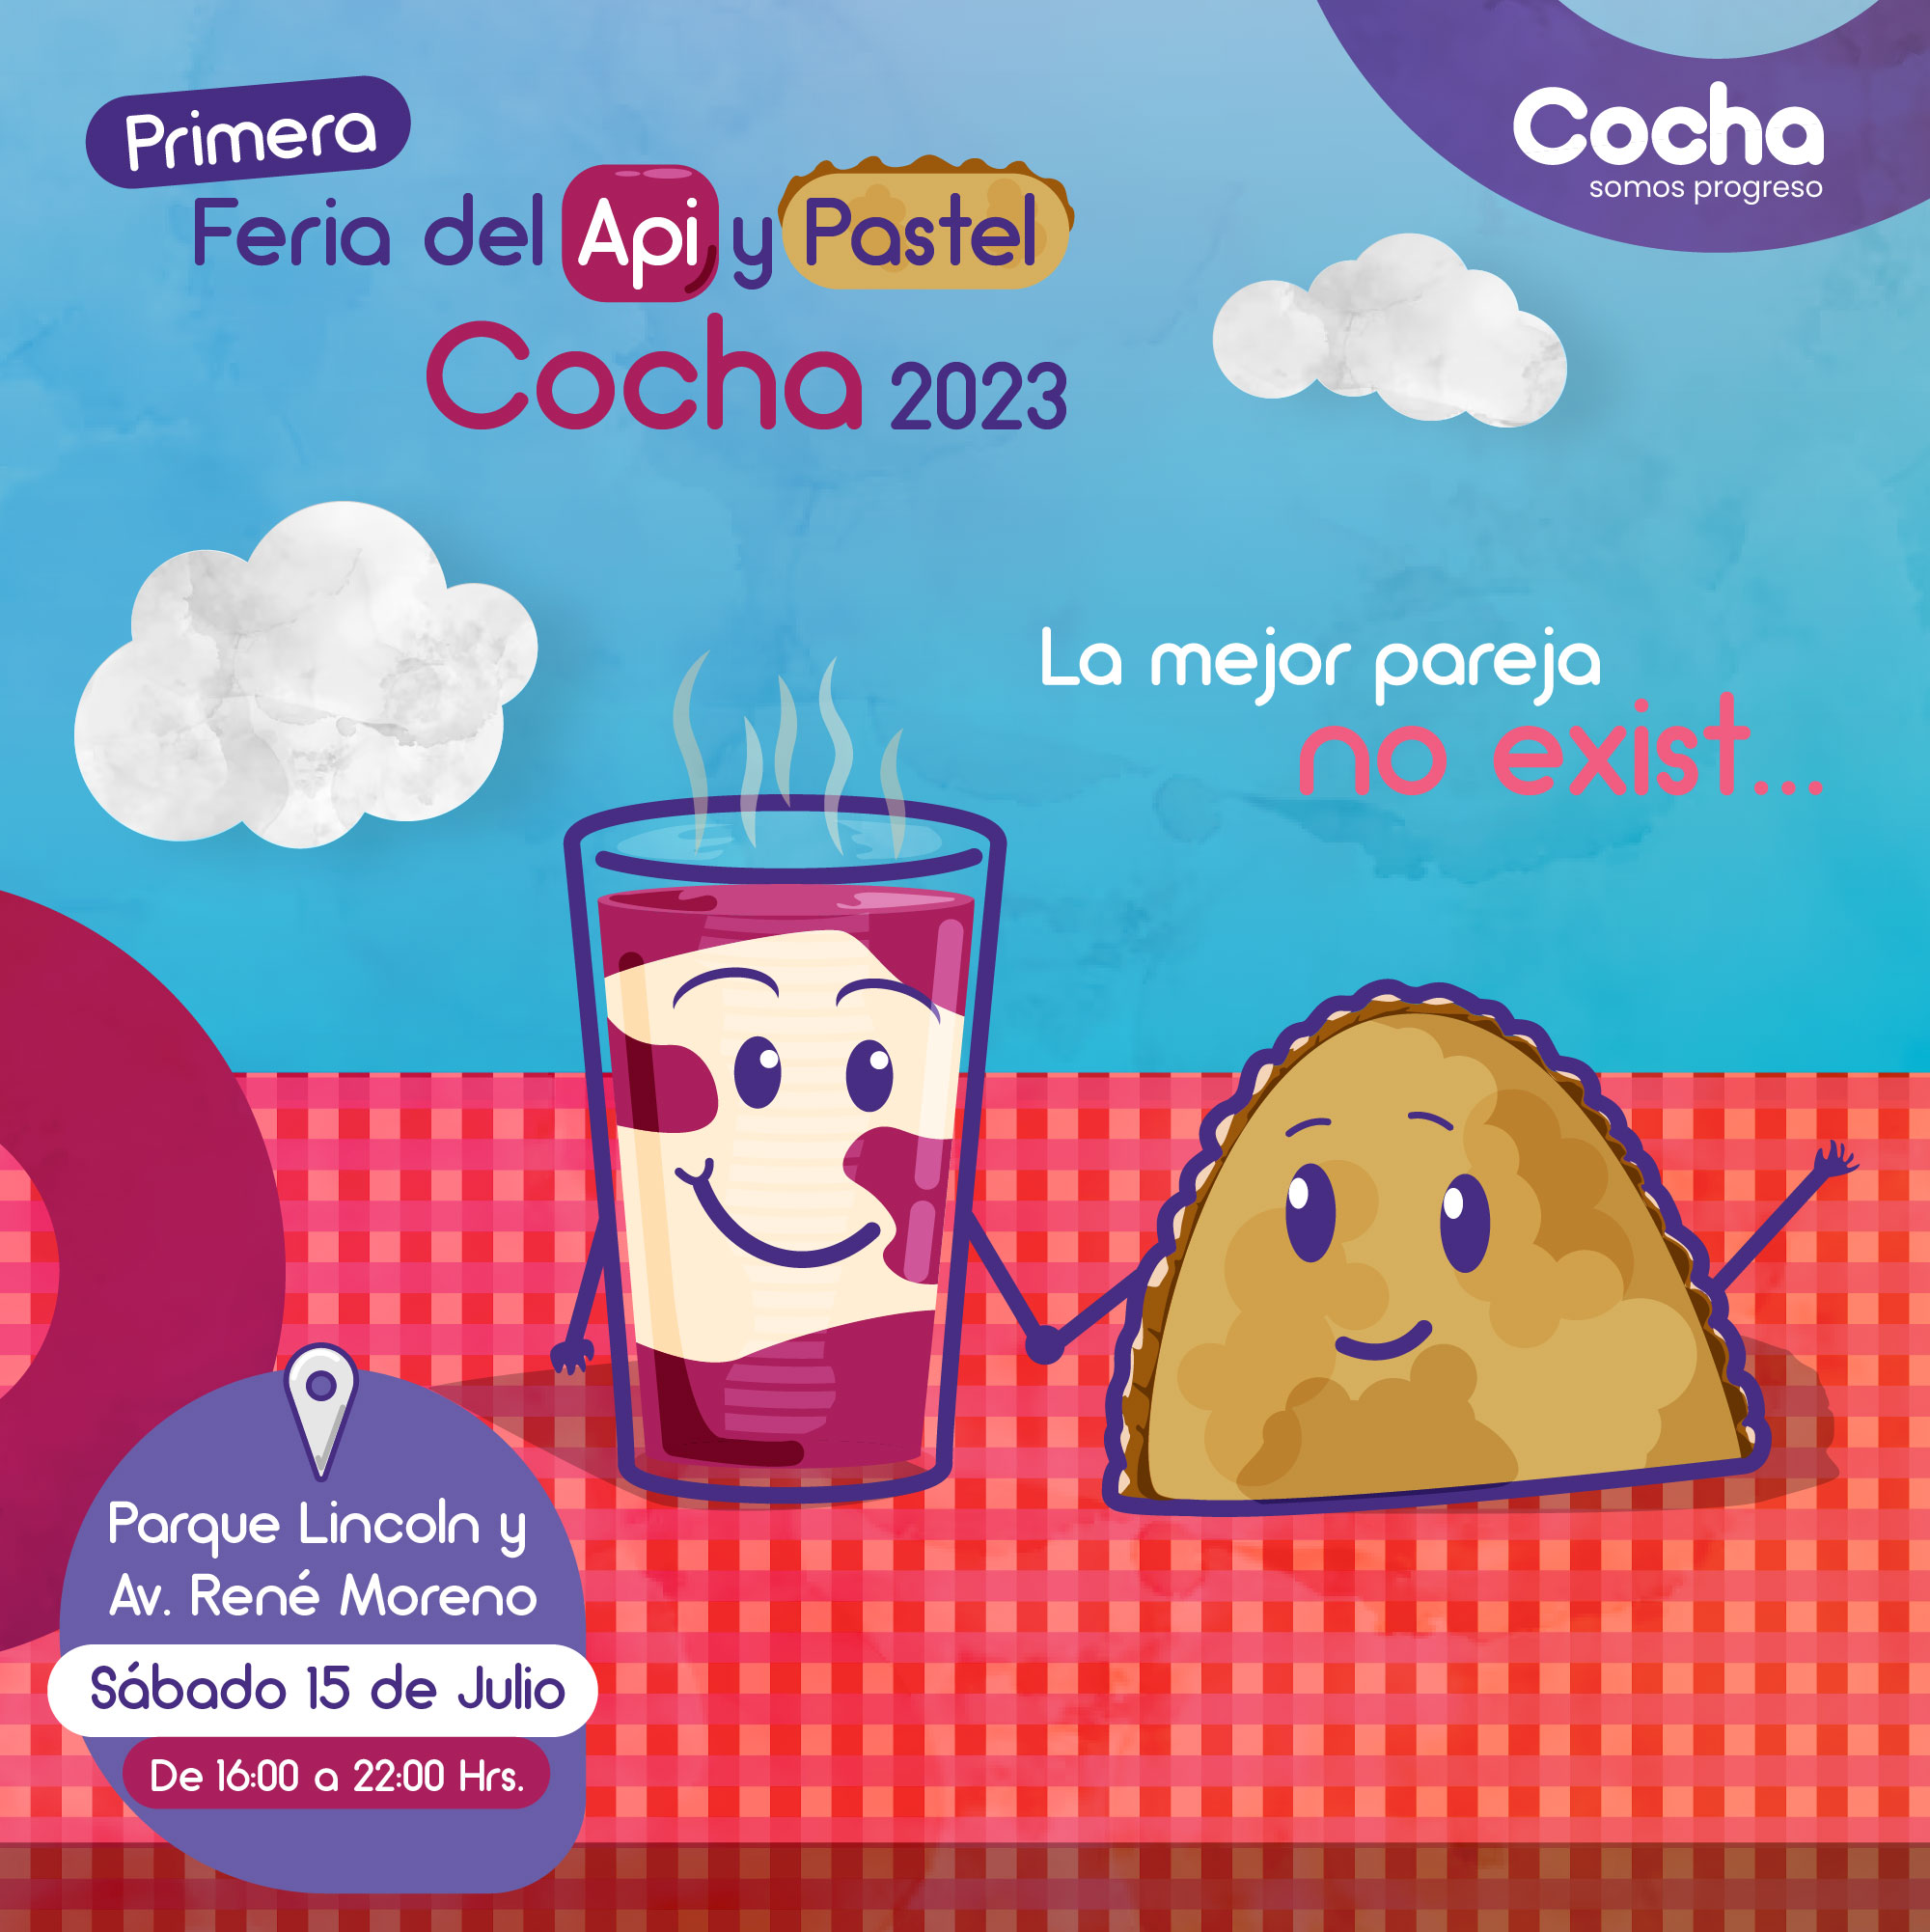 Primera
Feria del Api y Pastel
Cocha 2023
Cocha
somos progreso
La mejor pareja
no exist...
Parque Lincoln y
Av. René Moreno
Sábado 15 de Julio
De 16:00 a 22:00 Hrs.